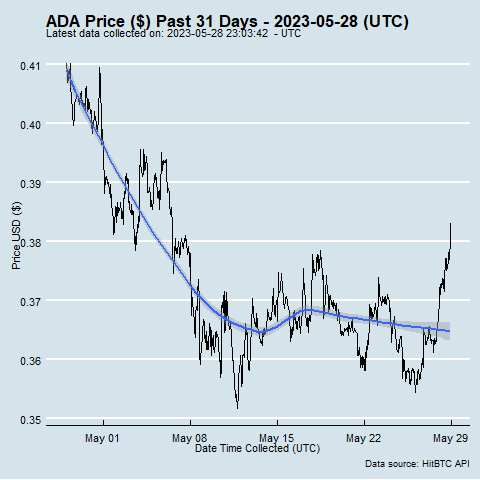 ADA Price ($) Past 31 Days - 2023-05-28 (UTC)
Latest data collected on: 2023-05-28 23:03:42 - UTC
0.41
0.40
0.39
0.38
0.37
0.36
0.35
Price USD ($)
May 01 May 08 May 15 May 22 May 29
Date Time Collected (UTC)
Data source: HitBTC API